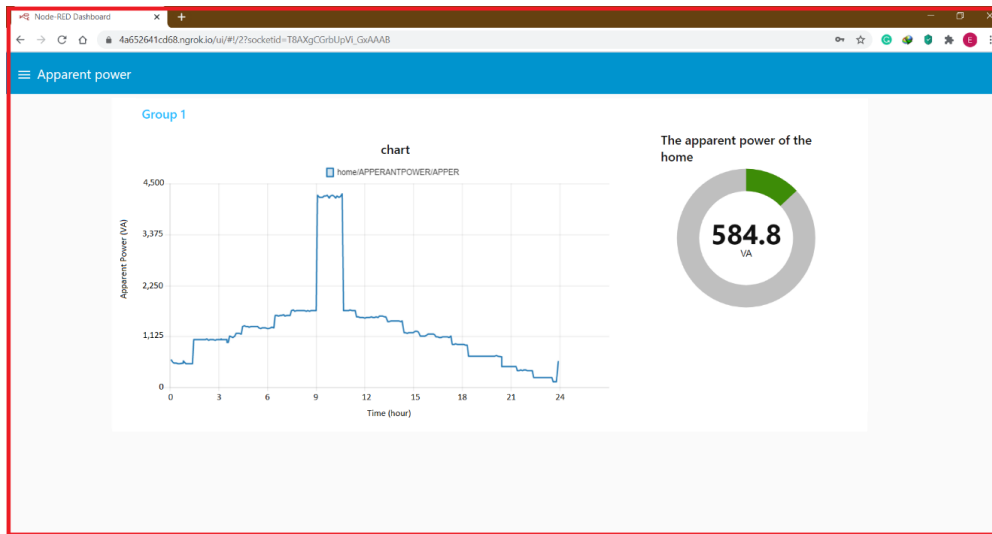 Node-RED Dashboard
4a652641cd68.ngrok.io/ui/#!/2?socketid=T8AXgCGrbUpVi_GxAAAB
E
Apparent power
Group 1
chart
home/APPERANTPOWER/APPER
4,500
3,375
2,250
1,125
0
Apparent Power (VA)
0 3 6 9 12 15 18 21 24
Time (hour)
The apparent power of the
home
584.8
VA